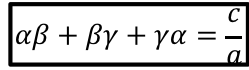 αβ + βγ + γα = c/a